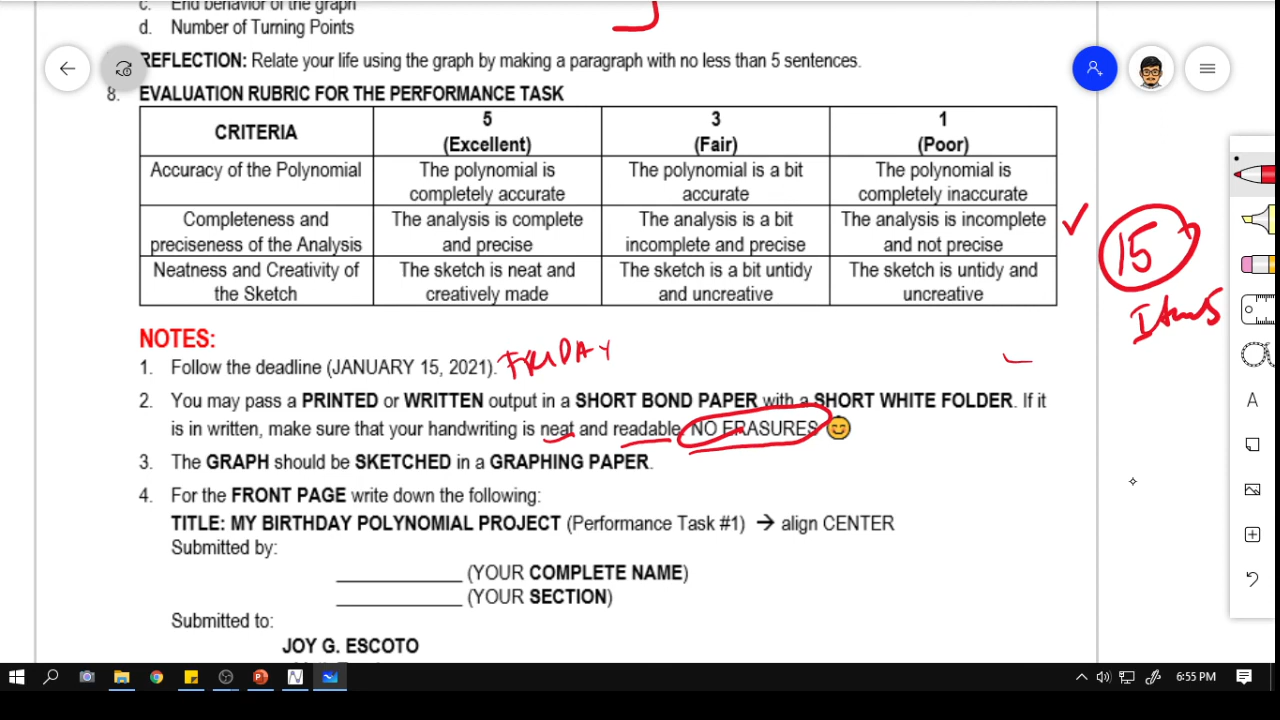 c. End behavior of the graph
d. Number of Turning Points
REFLECTION: Relate your life using the graph by making a paragraph with no less than 5 sentences.
8. EVALUATION RUBRIC FOR THE PERFORMANCE TASK
CRITERIA
5
(Excellent)
3
(Fair)
1
(Poor)
Accuracy of the Polynomial
The polynomial is
completely accurate
The polynomial is a bit
accurate
The polynomial is
completely inaccurate
Completeness and
preciseness of the Analysis
The analysis is complete
and precise
The analysis is a bit
incomplete and precise
The analysis is incomplete
and not precise
✓ 15
Items
Neatness and Creativity of
the Sketch
The sketch is neat and
creatively made
The sketch is a bit untidy
and uncreative
The sketch is untidy and
uncreative
NOTES:
1. Follow the deadline (JANUARY 15, 2021). FRIDAY
2. You may pass a PRINTED or WRITTEN output in a SHORT BOND PAPER with a SHORT WHITE FOLDER. If it
is in written, make sure that your handwriting is neat and readable. NO ERASURES 😊
3. The GRAPH should be SKETCHED in a GRAPHING PAPER.
4. For the FRONT PAGE write down the following:
TITLE: MY BIRTHDAY POLYNOMIAL PROJECT (Performance Task #1) → align CENTER
Submitted by:
____________ (YOUR COMPLETE NAME)
____________ (YOUR SECTION)
Submitted to:
JOY G. ESCOTO
6:55 PM